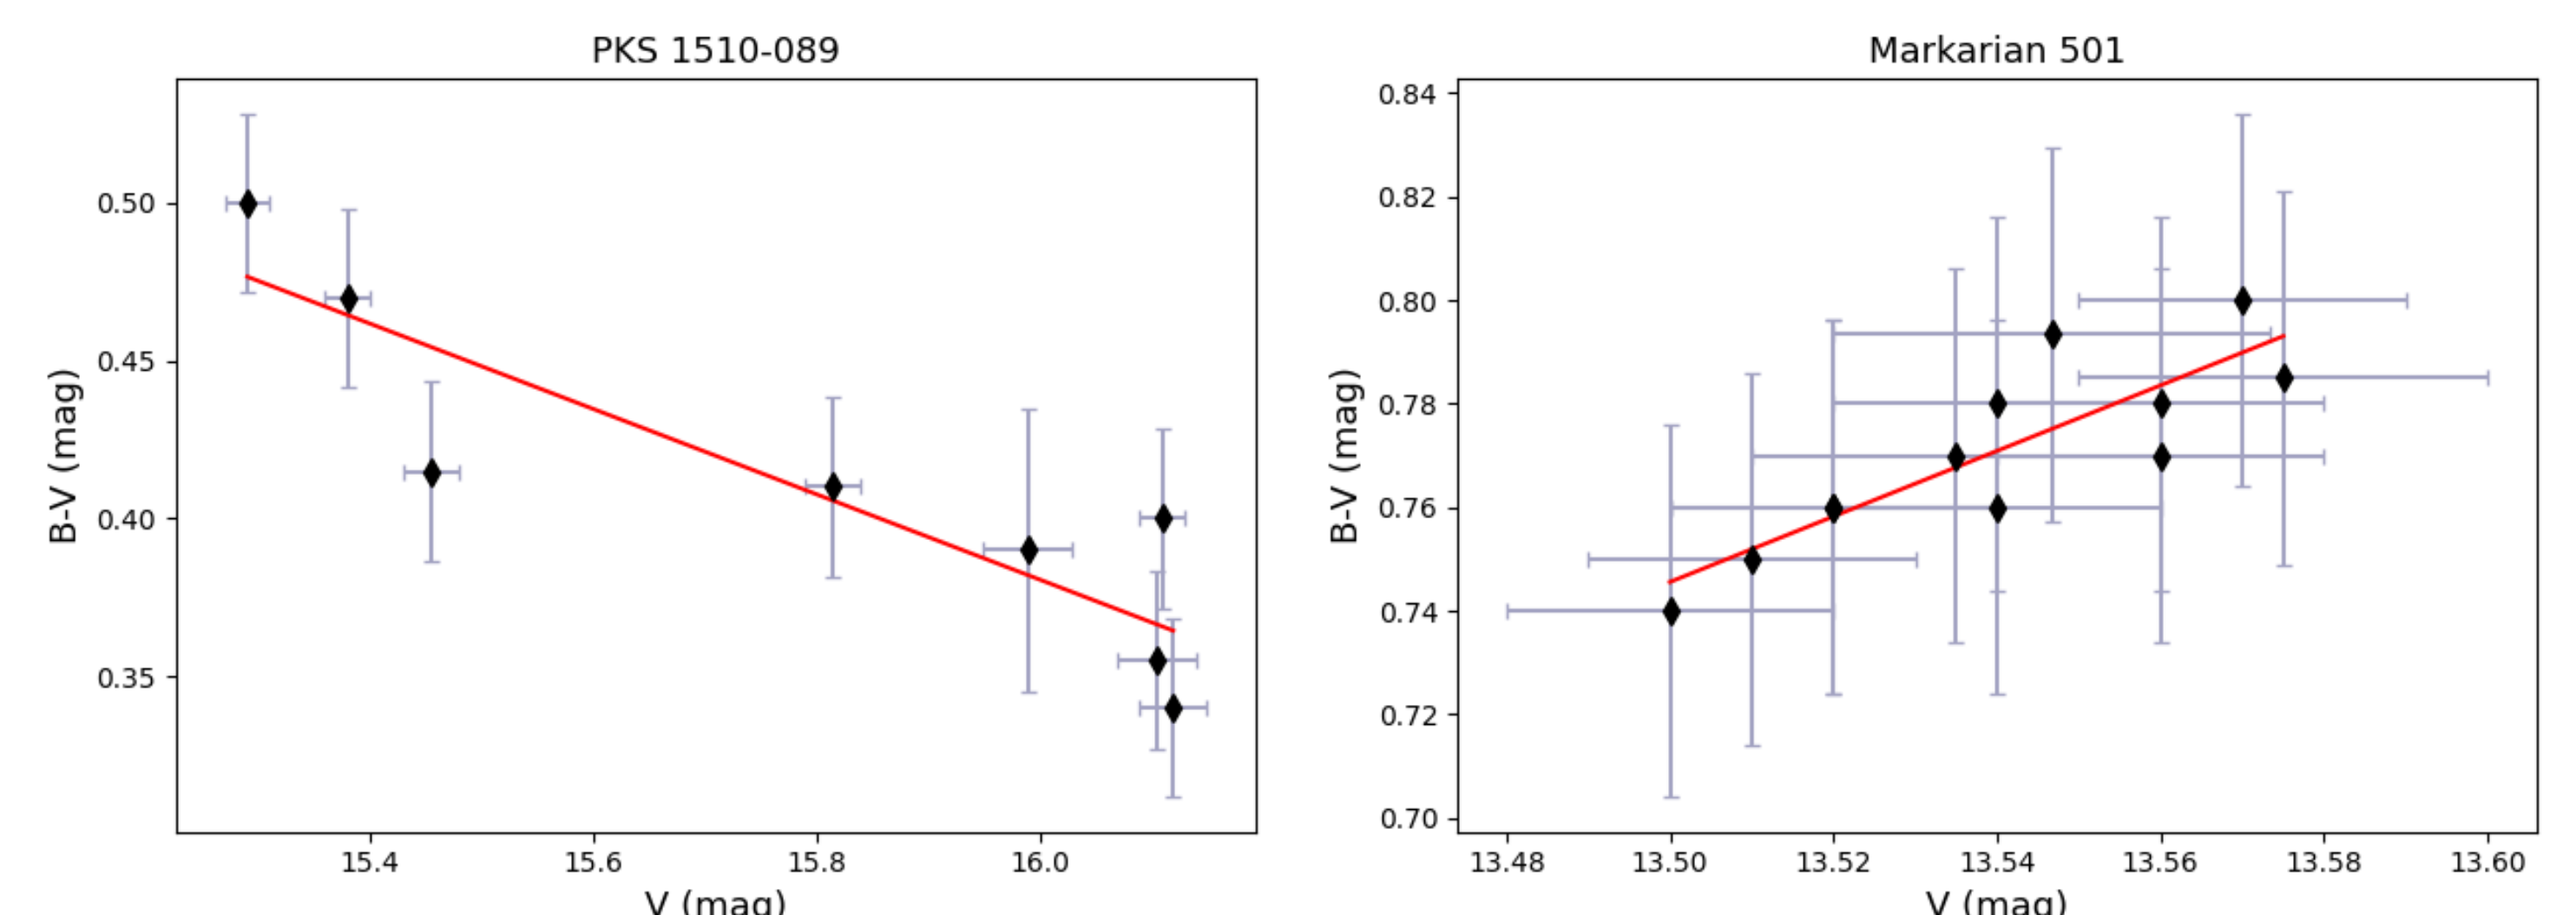 PKS 1510-089
B-V (mag)
0.50
0.45
0.40
0.35
15.4 15.6 15.8 16.0
V (mag)
Markarian 501
B-V (mag)
0.84
0.82
0.80
0.78
0.76
0.74
0.72
0.70
13.48 13.50 13.52 13.54 13.56 13.58 13.60
V (mag)